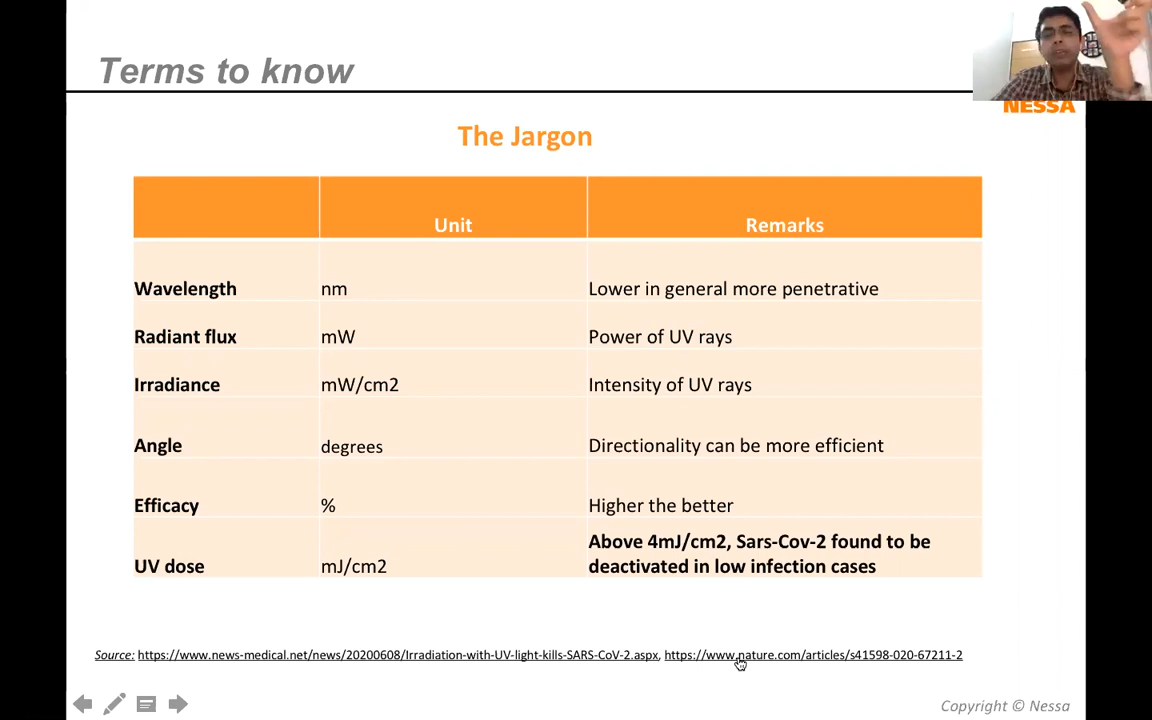 Terms to know
NESSA
The Jargon
Unit Remarks
Wavelength nm Lower in general more penetrative
Radiant flux mW Power of UV rays
Irradiance mW/cm2 Intensity of UV rays
Angle degrees Directionality can be more efficient
Efficacy % Higher the better
UV dose mJ/cm2 Above 4mJ/cm2, Sars-Cov-2 found to be
deactivated in low infection cases
Source: https://www.news-medical.net/news/20200608/Irradiation-with-UV-light-kills-SARS-CoV-2.aspx, https://www.nature.com/articles/s41598-020-67211-2
Copyright © Nessa